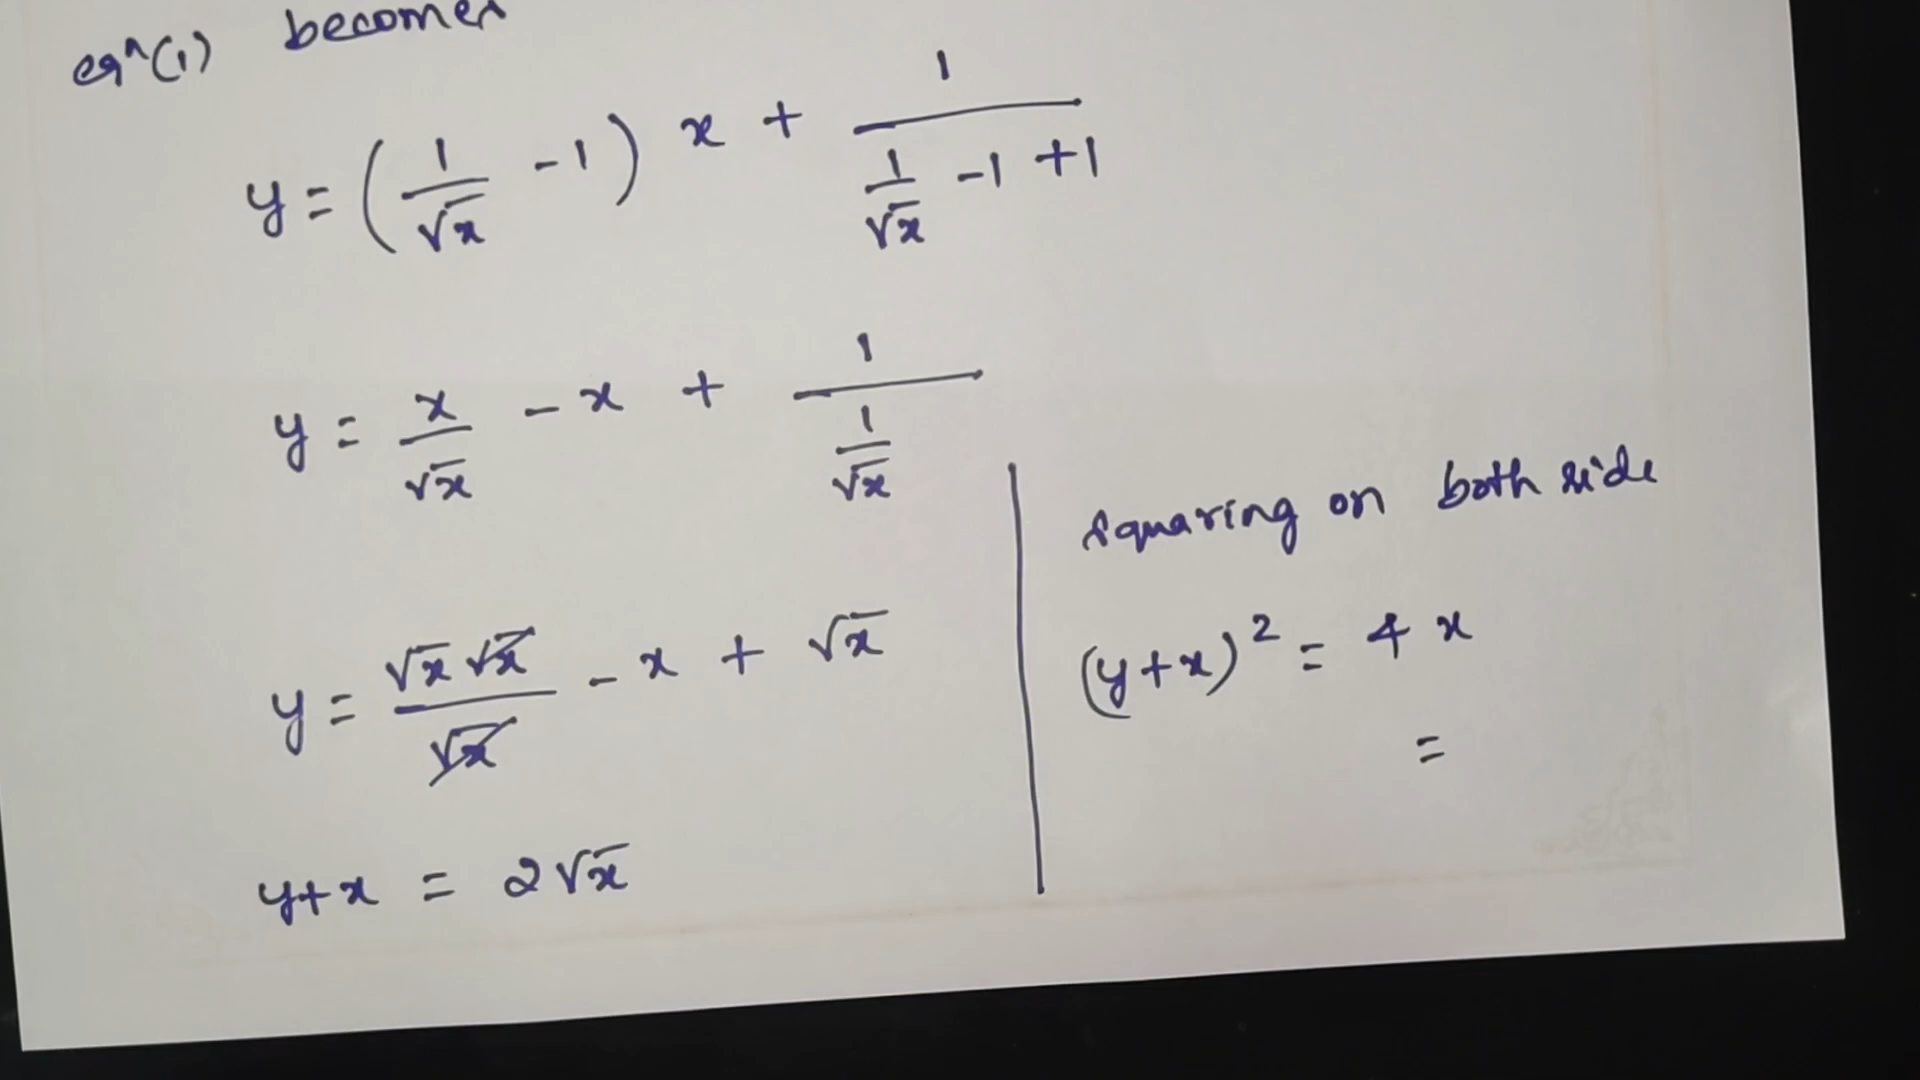 eqⁿ(1) becomes
y = (1/√x - 1) x + 1/(1/√x - 1 + 1)
y = x/√x - x + 1/(1/√x)
y = √x √x/√x - x + √x
y+x = 2√x
Squaring on both side
(y+x)² = 4x
=